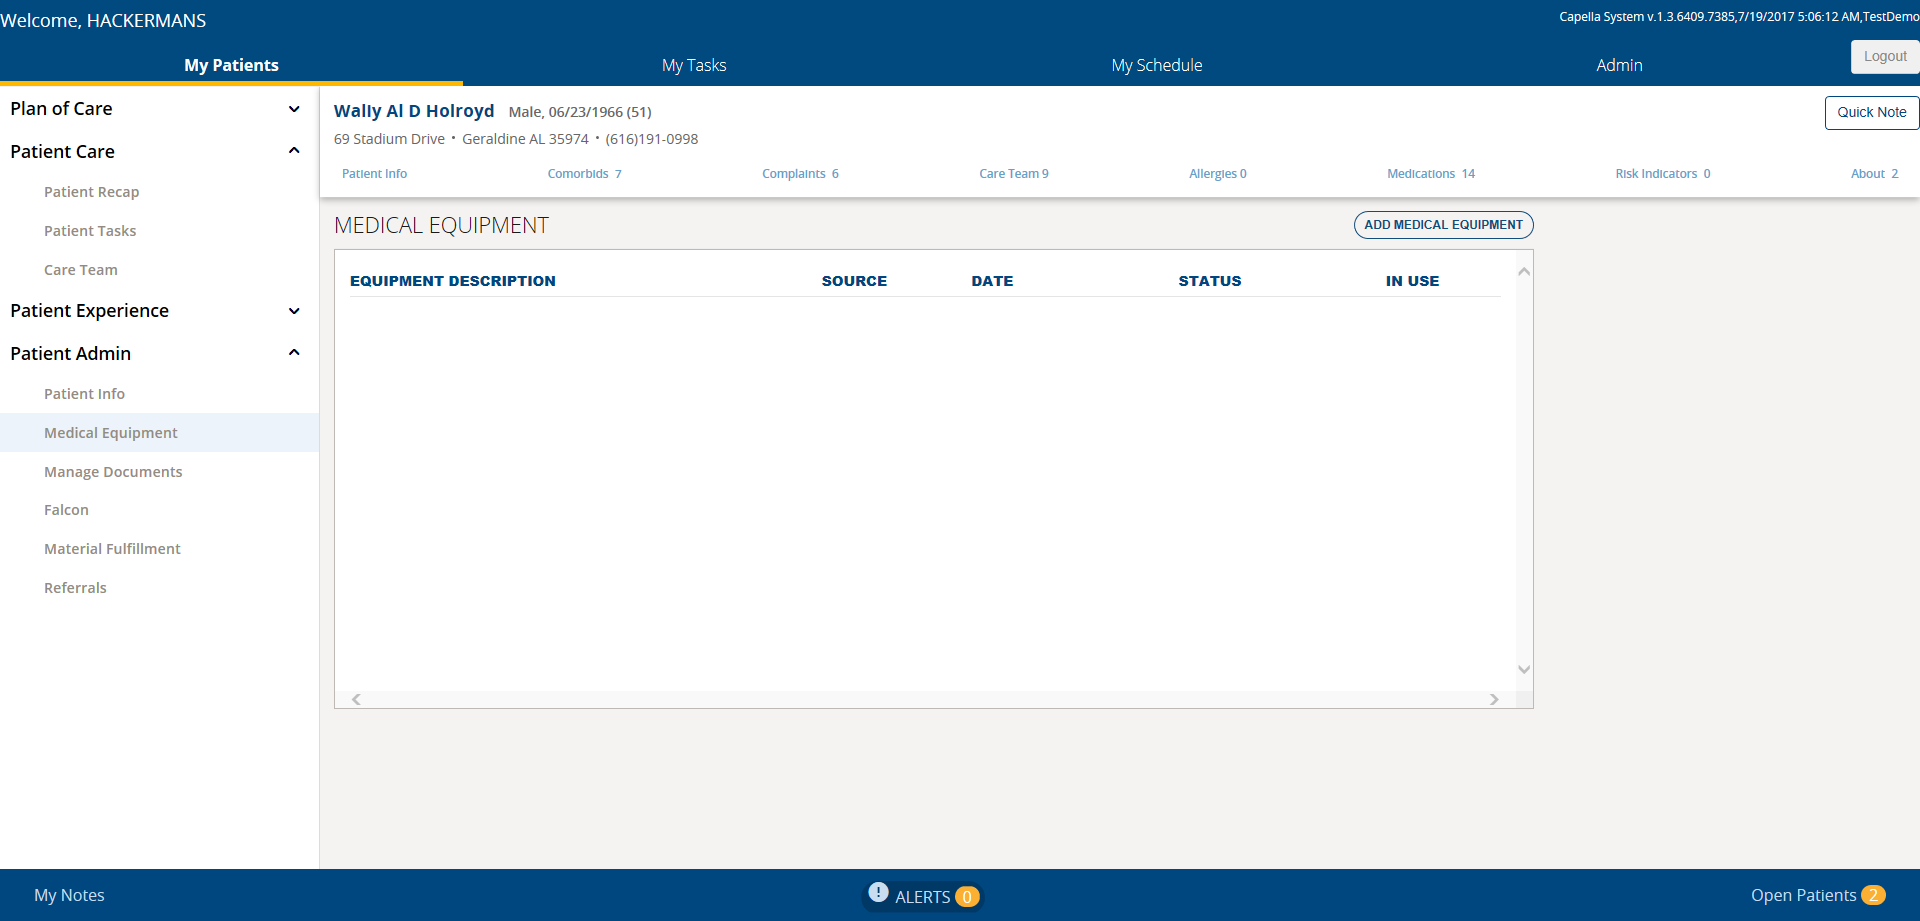 Welcome, HACKERMANS
Capella System v.1.3.6409.7385,7/19/2017 5:06:12 AM,TestDemo
My Patients
My Tasks
My Schedule
Admin
Logout
Plan of Care
Patient Care
Patient Recap
Patient Tasks
Care Team
Patient Experience
Patient Admin
Patient Info
Medical Equipment
Manage Documents
Falcon
Material Fulfillment
Referrals
Wally Al D Holroyd Male, 06/23/1966 (51)
69 Stadium Drive • Geraldine AL 35974 • (616)191-0998
Quick Note
Patient Info
Comorbids 7
Complaints 6
Care Team 9
Allergies 0
Medications 14
Risk Indicators 0
About 2
MEDICAL EQUIPMENT
ADD MEDICAL EQUIPMENT
EQUIPMENT DESCRIPTION SOURCE DATE STATUS IN USE
My Notes
! ALERTS 0
Open Patients 2